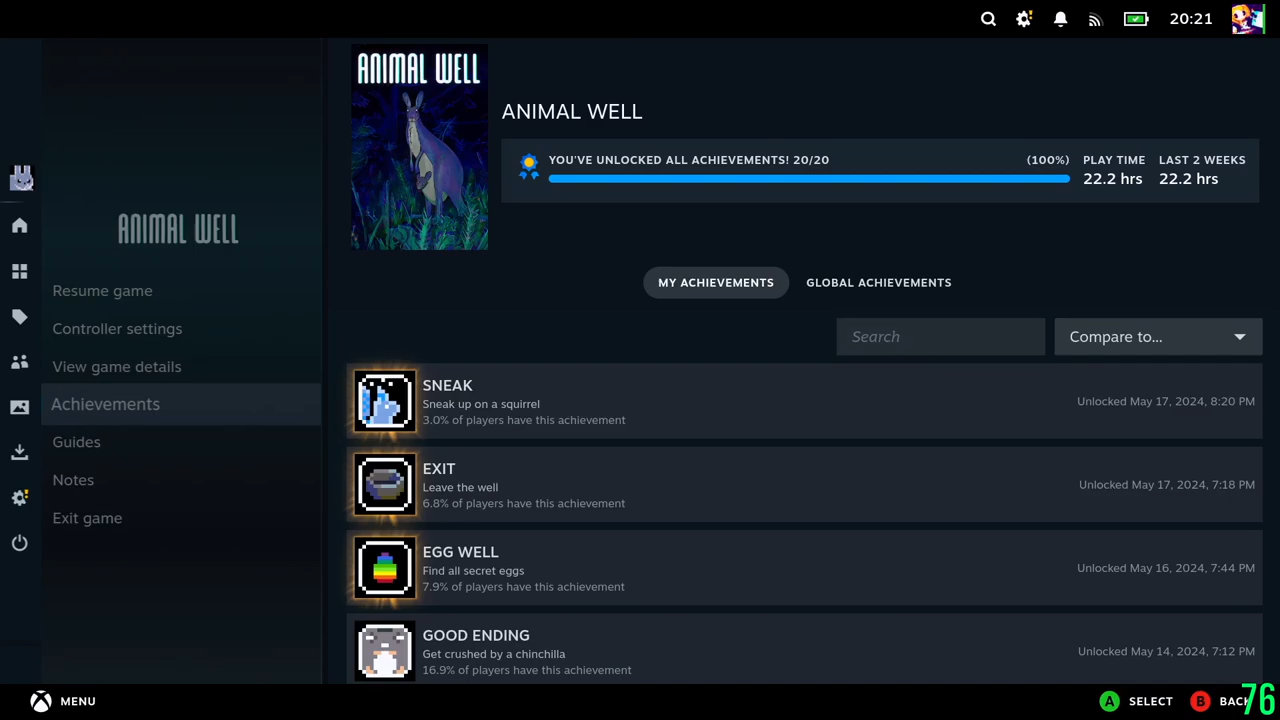 20:21
ANIMAL WELL
ANIMAL WELL
YOU'VE UNLOCKED ALL ACHIEVEMENTS! 20/20 (100%)
PLAY TIME
22.2 hrs
LAST 2 WEEKS
22.2 hrs
ANIMAL WELL
Resume game
Controller settings
View game details
Achievements
Guides
Notes
Exit game
MY ACHIEVEMENTS GLOBAL ACHIEVEMENTS
Search Compare to...
SNEAK
Sneak up on a squirrel
3.0% of players have this achievement
Unlocked May 17, 2024, 8:20 PM
EXIT
Leave the well
6.8% of players have this achievement
Unlocked May 17, 2024, 7:18 PM
EGG WELL
Find all secret eggs
7.9% of players have this achievement
Unlocked May 16, 2024, 7:44 PM
GOOD ENDING
Get crushed by a chinchilla
16.9% of players have this achievement
Unlocked May 14, 2024, 7:12 PM
MENU
A SELECT B BACK
76